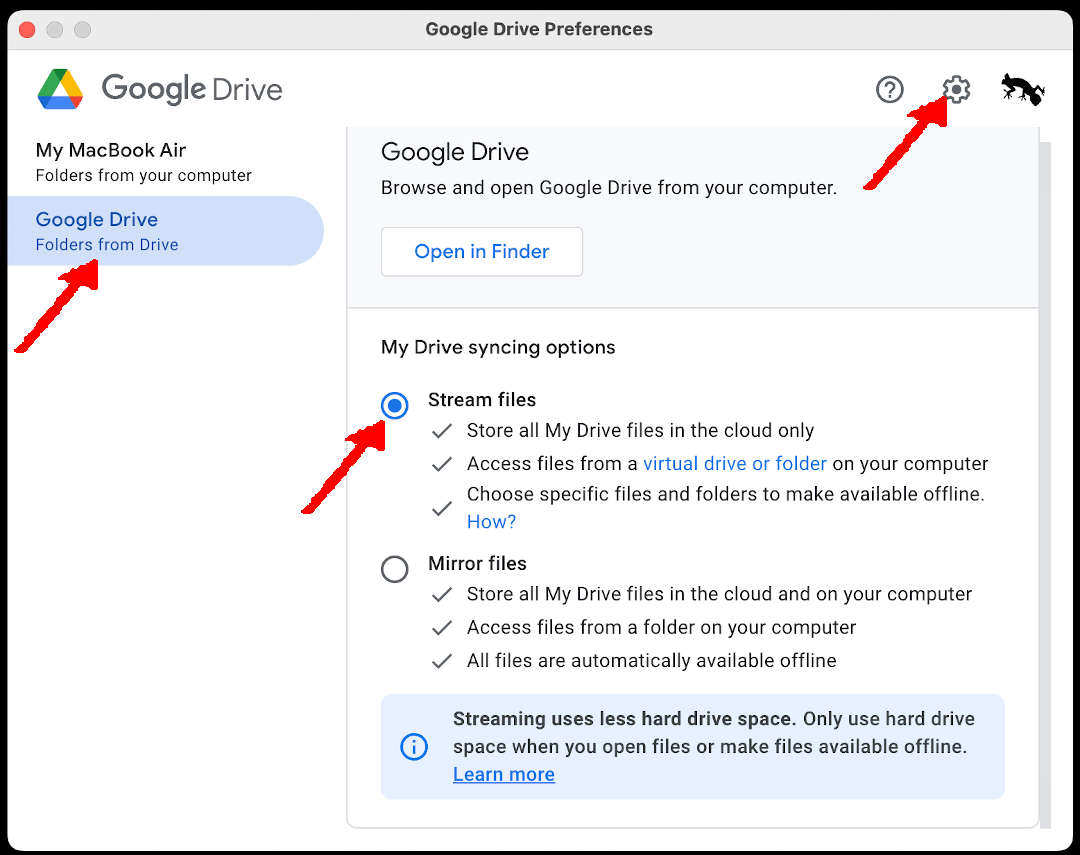 Google Drive Preferences
Google Drive
My MacBook Air
Folders from your computer
Google Drive
Folders from Drive
Google Drive
Browse and open Google Drive from your computer.
Open in Finder
My Drive syncing options
Stream files
Store all My Drive files in the cloud only
Access files from a virtual drive or folder on your computer
Choose specific files and folders to make available offline.
How?
Mirror files
Store all My Drive files in the cloud and on your computer
Access files from a folder on your computer
All files are automatically available offline
Streaming uses less hard drive space. Only use hard drive
space when you open files or make files available offline.
Learn more